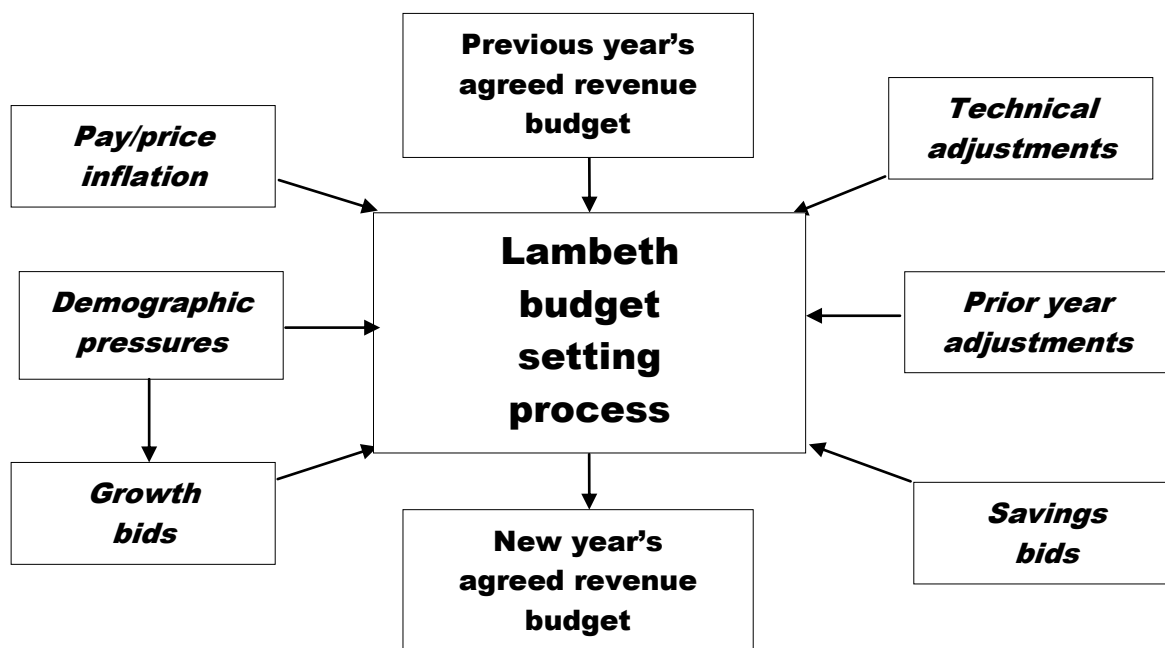 Previous year’s
agreed revenue
budget
Pay/price
inflation
Technical
adjustments
Lambeth
budget
setting
process
Demographic
pressures
Prior year
adjustments
Growth
bids
Savings
bids
New year’s
agreed revenue
budget